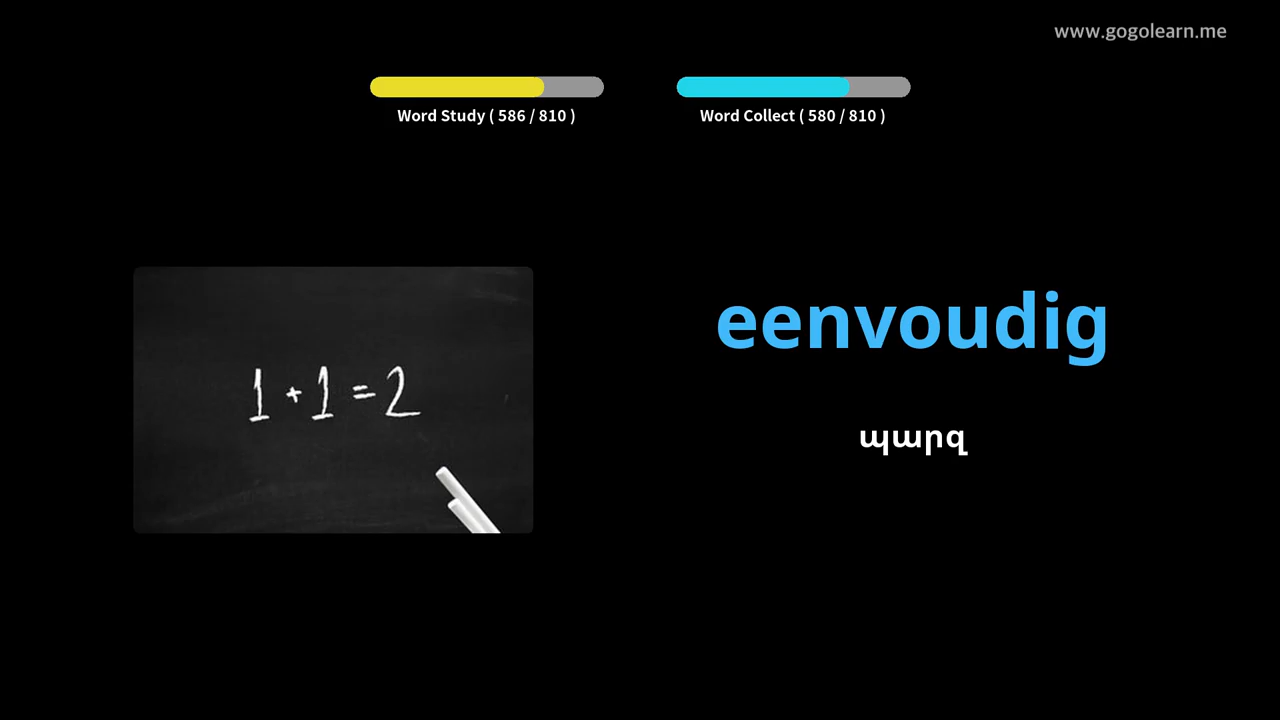 www.gogolearn.me
Word Study ( 586 / 810 )
Word Collect ( 580 / 810 )
1 + 1 = 2
eenvoudig
պարզ